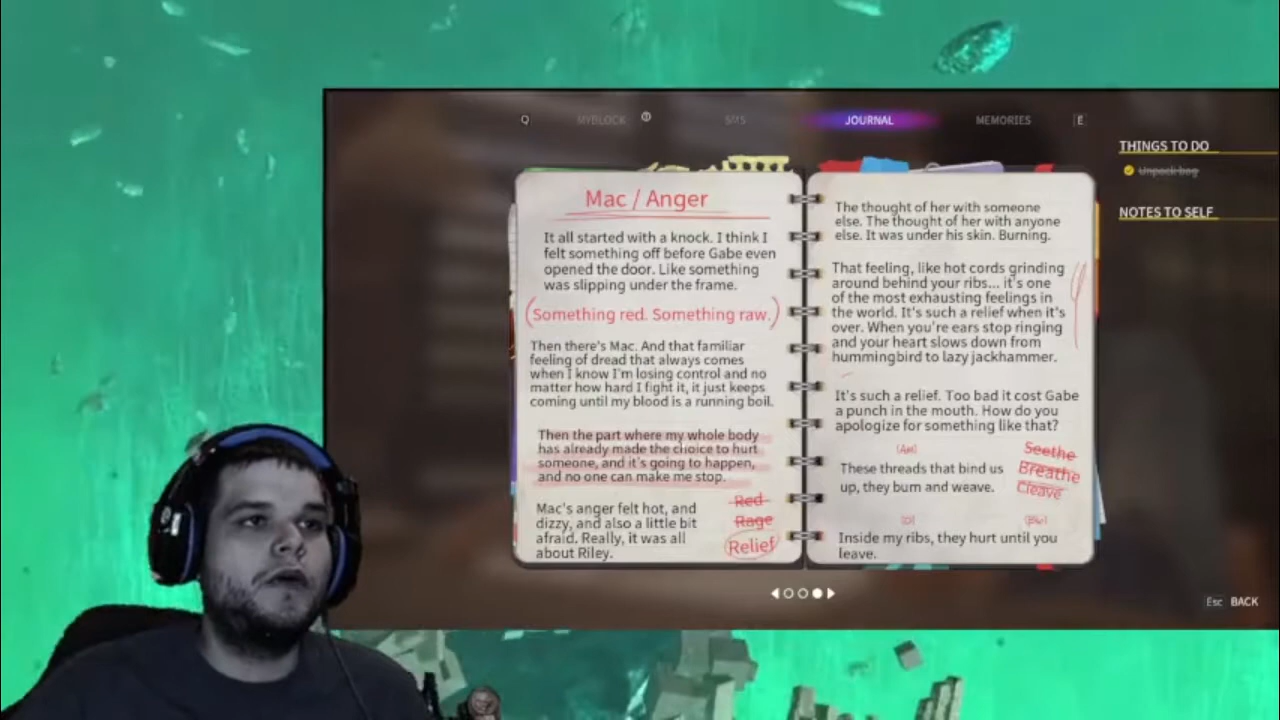 Q MYBLOCK SMS JOURNAL MEMORIES E
THINGS TO DO
Unpack bag
NOTES TO SELF
Mac / Anger
It all started with a knock. I think I
felt something off before Gabe even
opened the door. Like something
was slipping under the frame.
(Something red. Something raw.)
Then there's Mac. And that familiar
feeling of dread that always comes
when I know I'm losing control and no
matter how hard I fight it, it just keeps
coming until my blood is a running boil.
Then the part where my whole body
has already made the choice to hurt
someone, and it's going to happen,
and no one can make me stop.
Mac's anger felt hot, and
dizzy, and also a little bit
afraid. Really, it was all
about Riley.
Red
Rage
Relief
The thought of her with someone
else. The thought of her with anyone
else. It was under his skin. Burning.
That feeling, like hot cords grinding
around behind your ribs... it's one
of the most exhausting feelings in
the world. It's such a relief when it's
over. When you're ears stop ringing
and your heart slows down from
hummingbird to lazy jackhammer.
It's such a relief. Too bad it cost Gabe
a punch in the mouth. How do you
apologize for something like that?
(Am)
These threads that bind us
up, they burn and weave.
Seethe
Breathe
Cleave
Inside my ribs, they hurt until you
leave.
Esc BACK